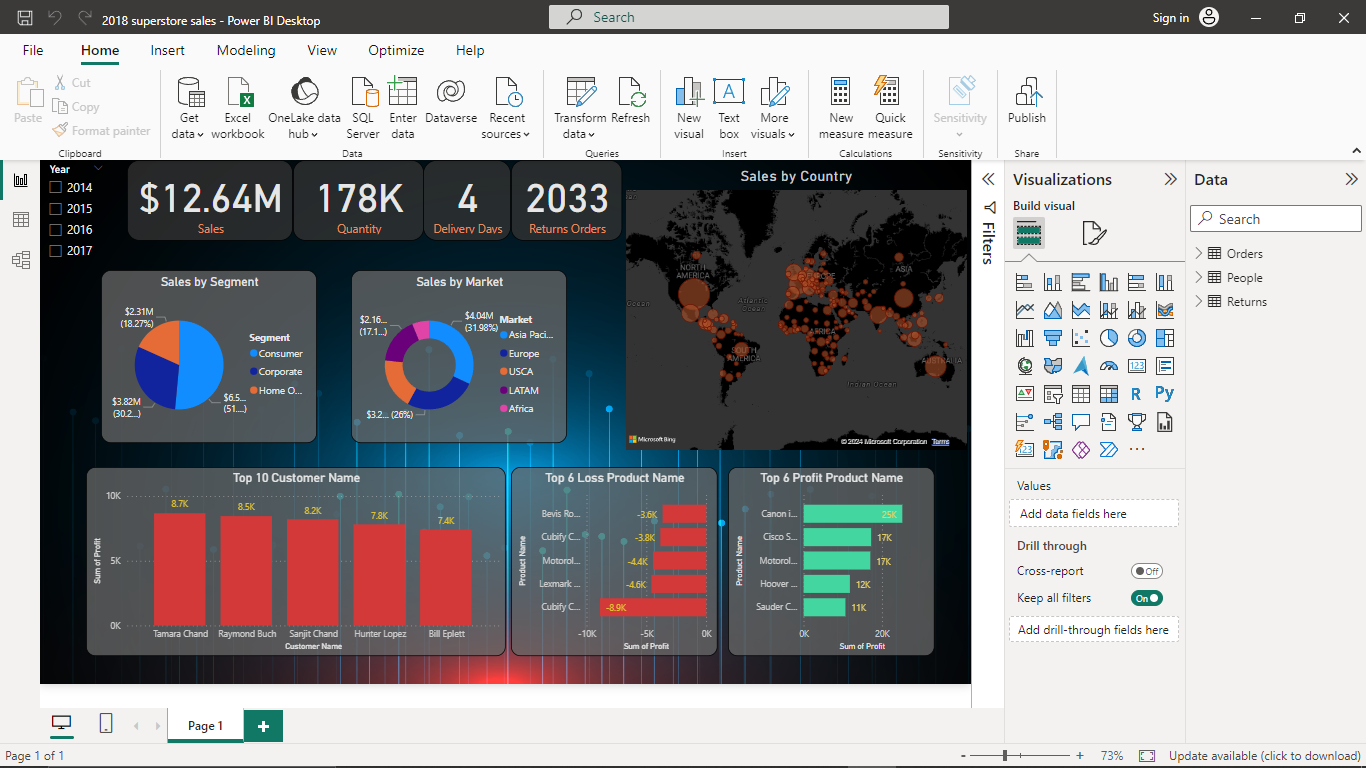 2018 superstore sales - Power BI Desktop
Search
Sign in
File Home Insert Modeling View Optimize Help
Paste
Cut
Copy
Format painter
Clipboard
Get data
Excel workbook
OneLake data hub
SQL Server
Enter data
Dataverse
Recent sources
Data
Transform data
Refresh
Queries
New visual
Text box
More visuals
Insert
New measure
Quick measure
Calculations
Sensitivity
Sensitivity
Publish
Share
Year
2014
2015
2016
2017
$12.64M
Sales
178K
Quantity
4
Delivery Days
2033
Returns Orders
Sales by Country
NORTH AMERICA
EUROPE
ASIA
Atlantic Ocean
AFRICA
SOUTH AMERICA
Indian Ocean
AUSTRALIA
Microsoft Bing
© 2024 Microsoft Corporation Terms
Sales by Segment
$2.31M (18.27%)
$3.82M (30.2...)
$6.5... (51....)
Segment
Consumer
Corporate
Home O...
Sales by Market
$2.16... (17.1...)
$4.04M (31.98%)
$3.2... (26%)
Market
Asia Paci...
Europe
USCA
LATAM
Africa
Top 10 Customer Name
Sum of Profit
10K
5K
0K
8.7K
8.5K
8.2K
7.8K
7.4K
Tamara Chand
Raymond Buch
Sanjit Chand
Hunter Lopez
Bill Eplett
Customer Name
Top 6 Loss Product Name
Product Name
Bevis Ro... -3.6K
Cubify C... -3.8K
Motorol... -4.4K
Lexmark ... -4.6K
Cubify C... -8.9K
-10K -5K 0K
Sum of Profit
Top 6 Profit Product Name
Product Name
Canon i... 25K
Cisco S... 17K
Motorol... 17K
Hoover ... 12K
Sauder C... 11K
0K 20K
Sum of Profit
Filters
Visualizations
Build visual
123
R
Py
123
Values
Add data fields here
Drill through
Cross-report
Off
Keep all filters
On
Add drill-through fields here
Data
Search
Orders
People
Returns
Page 1
Page 1 of 1
73%
Update available (click to download)